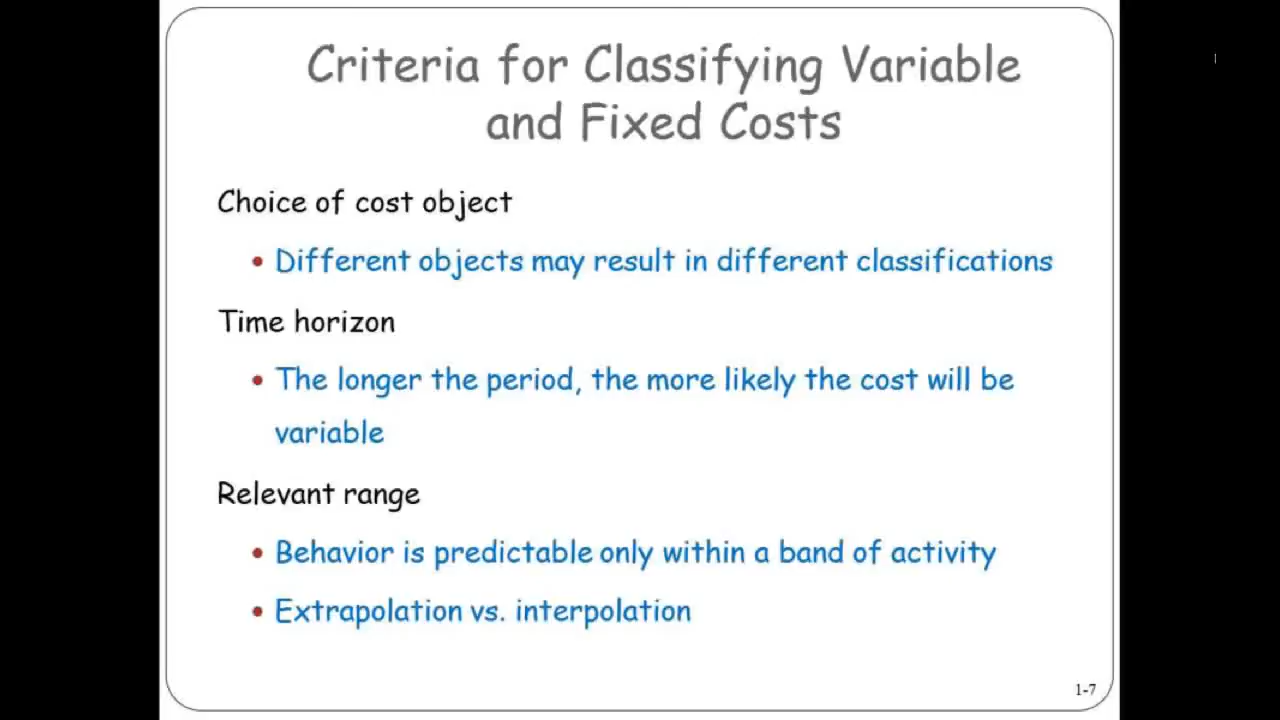 Criteria for Classifying Variable
and Fixed Costs
Choice of cost object
• Different objects may result in different classifications
Time horizon
• The longer the period, the more likely the cost will be
variable
Relevant range
• Behavior is predictable only within a band of activity
• Extrapolation vs. interpolation
1-7